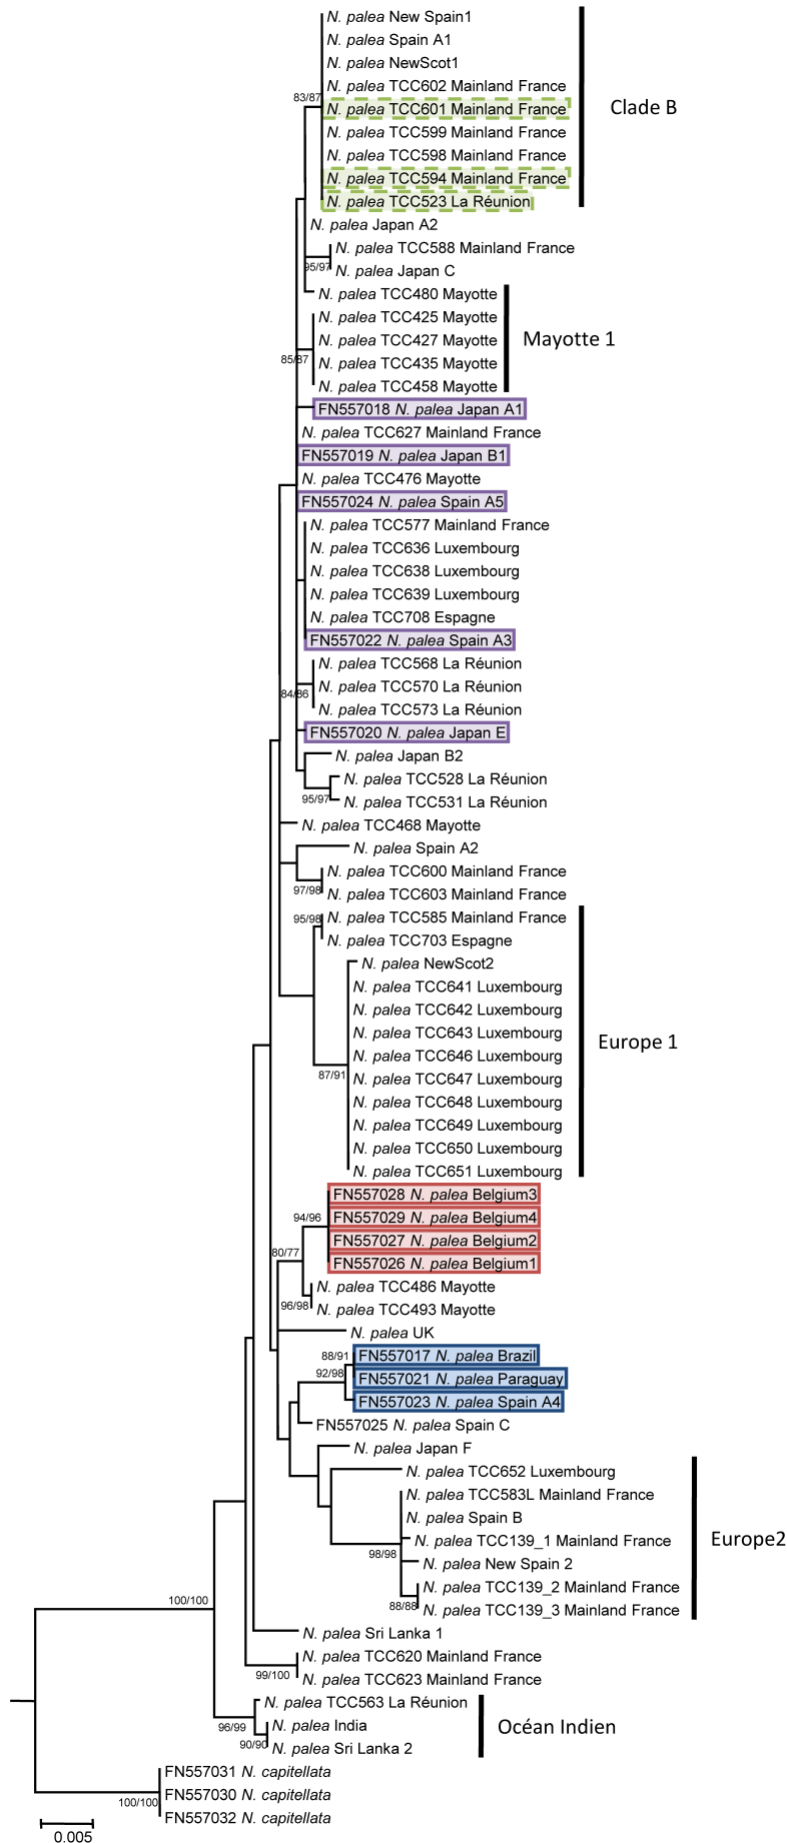 N. palea New Spain1
N. palea Spain A1
N. palea NewScot1
N. palea TCC602 Mainland France
83/87
N. palea TCC601 Mainland France
Clade B
N. palea TCC599 Mainland France
N. palea TCC598 Mainland France
N. palea TCC594 Mainland France
N. palea TCC523 La Réunion
N. palea Japan A2
N. palea TCC588 Mainland France
95/97
N. palea Japan C
N. palea TCC480 Mayotte
N. palea TCC425 Mayotte
N. palea TCC427 Mayotte
Mayotte 1
85/87
N. palea TCC435 Mayotte
N. palea TCC458 Mayotte
FN557018 N. palea Japan A1
N. palea TCC627 Mainland France
FN557019 N. palea Japan B1
N. palea TCC476 Mayotte
FN557024 N. palea Spain A5
N. palea TCC577 Mainland France
N. palea TCC636 Luxembourg
N. palea TCC638 Luxembourg
N. palea TCC639 Luxembourg
N. palea TCC708 Espagne
FN557022 N. palea Spain A3
N. palea TCC568 La Réunion
84/86
N. palea TCC570 La Réunion
N. palea TCC573 La Réunion
FN557020 N. palea Japan E
N. palea Japan B2
N. palea TCC528 La Réunion
95/97
N. palea TCC531 La Réunion
N. palea TCC468 Mayotte
N. palea Spain A2
N. palea TCC600 Mainland France
97/98
N. palea TCC603 Mainland France
95/98
N. palea TCC585 Mainland France
N. palea TCC703 Espagne
N. palea NewScot2
N. palea TCC641 Luxembourg
N. palea TCC642 Luxembourg
N. palea TCC643 Luxembourg
Europe 1
N. palea TCC646 Luxembourg
87/91
N. palea TCC647 Luxembourg
N. palea TCC648 Luxembourg
N. palea TCC649 Luxembourg
N. palea TCC650 Luxembourg
N. palea TCC651 Luxembourg
FN557028 N. palea Belgium3
94/96
FN557029 N. palea Belgium4
FN557027 N. palea Belgium2
80/77
FN557026 N. palea Belgium1
N. palea TCC486 Mayotte
96/98
N. palea TCC493 Mayotte
N. palea UK
88/91
FN557017 N. palea Brazil
92/98
FN557021 N. palea Paraguay
FN557023 N. palea Spain A4
FN557025 N. palea Spain C
N. palea Japan F
N. palea TCC652 Luxembourg
N. palea TCC583L Mainland France
N. palea Spain B
N. palea TCC139_1 Mainland France
Europe2
98/98
N. palea New Spain 2
N. palea TCC139_2 Mainland France
88/88
N. palea TCC139_3 Mainland France
100/100
N. palea Sri Lanka 1
N. palea TCC620 Mainland France
99/100
N. palea TCC623 Mainland France
N. palea TCC563 La Réunion
96/99
N. palea India
Océan Indien
90/90
N. palea Sri Lanka 2
FN557031 N. capitellata
FN557030 N. capitellata
100/100
FN557032 N. capitellata
0.005